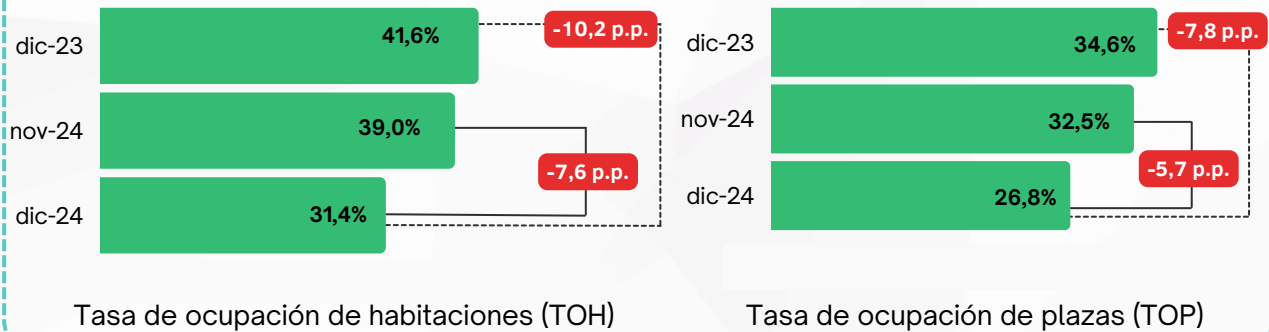 dic-23
41,6%
-10,2 p.p.
nov-24
39,0%
-7,6 p.p.
dic-24
31,4%
Tasa de ocupación de habitaciones (TOH)
dic-23
34,6%
-7,8 p.p.
nov-24
32,5%
-5,7 p.p.
dic-24
26,8%
Tasa de ocupación de plazas (TOP)